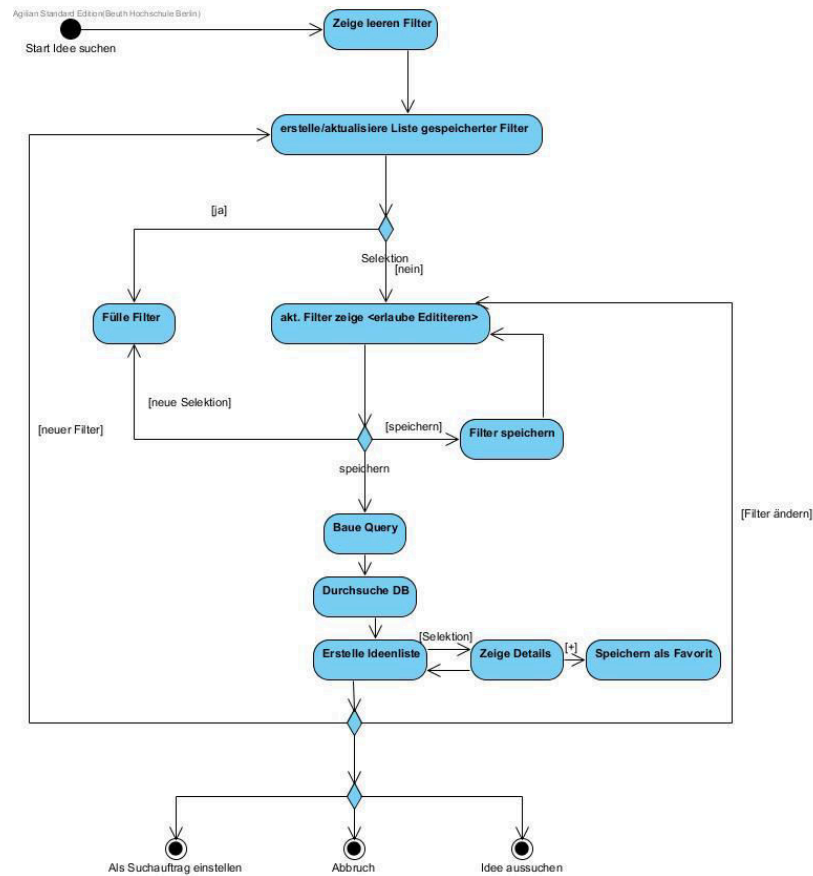 Agilian Standard Edition(Beuth Hochschule Berlin)
Zeige leeren Filter
Start Idee suchen
erstelle/aktualisiere Liste gespeicherter Filter
[ja]
Selektion
[nein]
Fülle Filter
akt. Filter zeige <erlaube Edititeren>
[neue Selektion]
[speichern]
[neuer Filter]
Filter speichern
speichern
[Filter ändern]
Baue Query
Durchsuche DB
[Selektion]
Erstelle Ideenliste
Zeige Details
[+]
Speichern als Favorit
Als Suchauftrag einstellen
Abbruch
Idee aussuchen